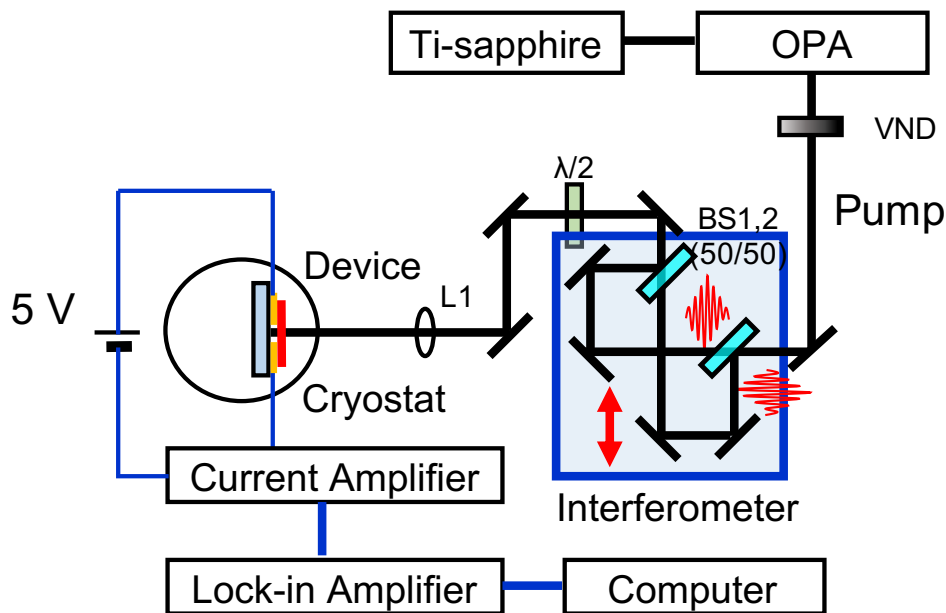 Ti-sapphire
OPA
VND
λ/2
Pump
BS1,2
(50/50)
Device
L1
5 V
Cryostat
Current Amplifier
Interferometer
Lock-in Amplifier
Computer